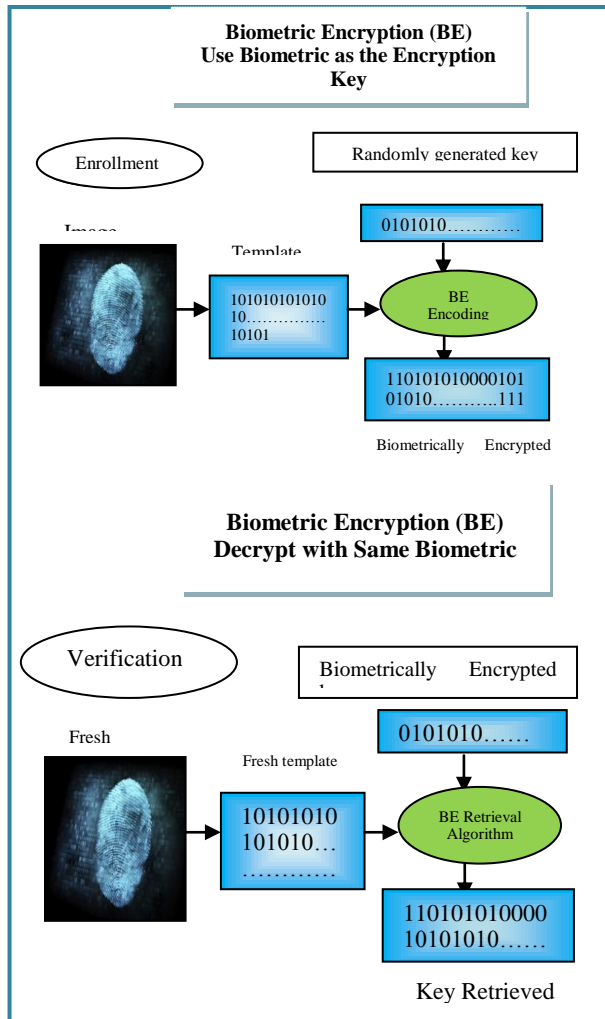 Biometric Encryption (BE)
Use Biometric as the Encryption
Key
Enrollment
Randomly generated key
Image
0101010…………
Template
101010101010
10……………
10101
BE
Encoding
110101010000101
01010………..111
Biometrically Encrypted
Biometric Encryption (BE)
Decrypt with Same Biometric
Verification
Biometrically Encrypted
Fresh
0101010……
Fresh template
10101010
101010…
…………
BE Retrieval
Algorithm
110101010000
10101010……
Key Retrieved